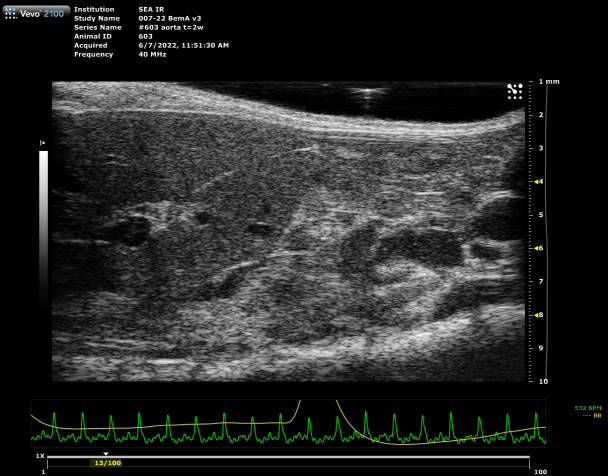 Vevo 2100
Institution SEA IR
Study Name 007-22 BemA v3
Series Name #603 aorta t=2w
Animal ID 603
Acquired 6/7/2022, 11:51:30 AM
Frequency 40 MHz
1 mm
2
3
4
5
6
7
8
9
10
532 BPM
--- RR
1X
13/100
1
100